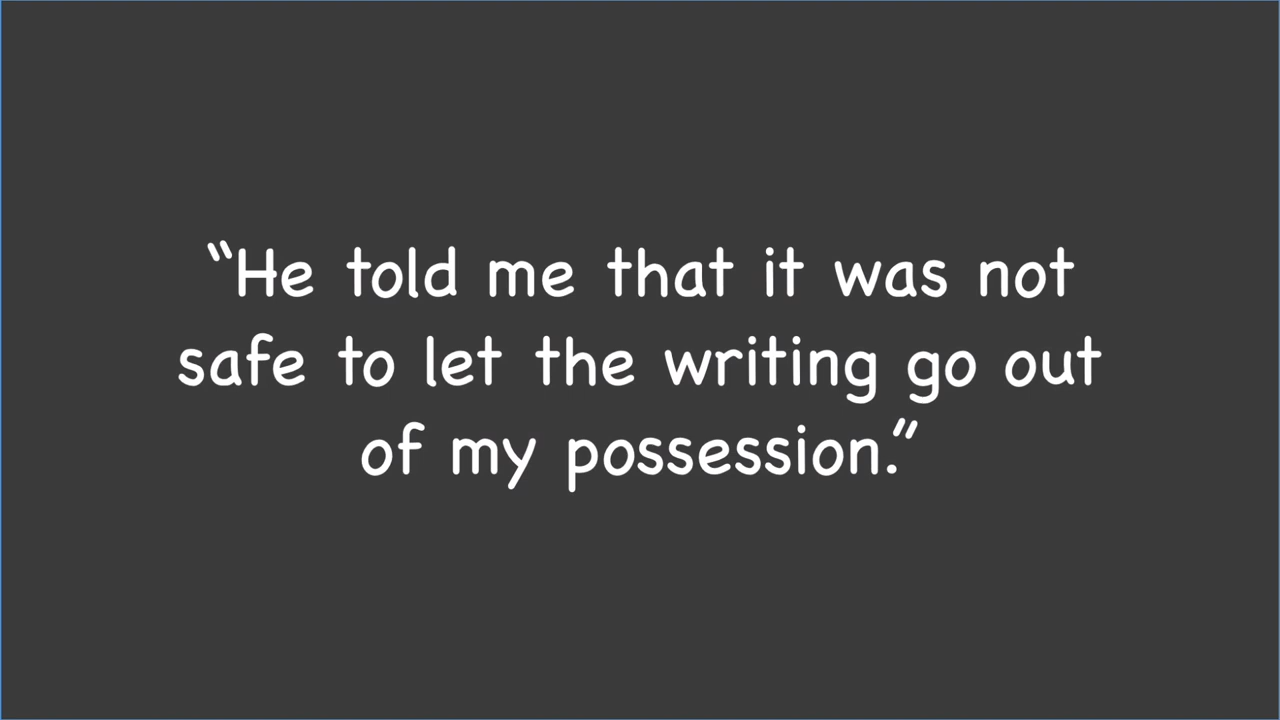 “He told me that it was not
safe to let the writing go out
of my possession.”